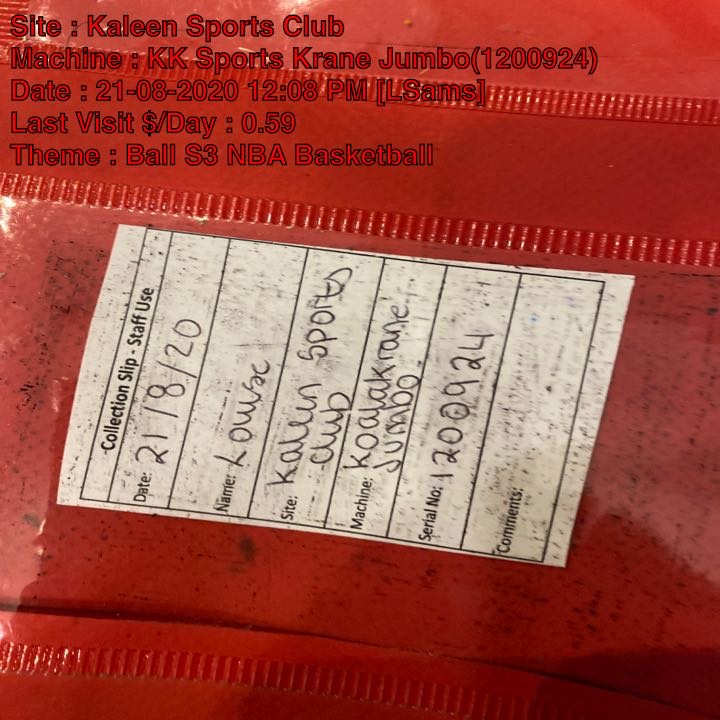 Site : Kaleen Sports Club
Machine : KK Sports Krane Jumbo(1200924)
Date : 21-08-2020 12:08 PM [LSams]
Last Visit $/Day : 0.59
Theme : Ball S3 NBA Basketball
Collection Slip - Staff Use
Date: 21/8/20
Name: Louise
Site: Kaleen Sports
Club
Machine: Koalakrane
Jumbo
Serial No: 1200924
Comments: